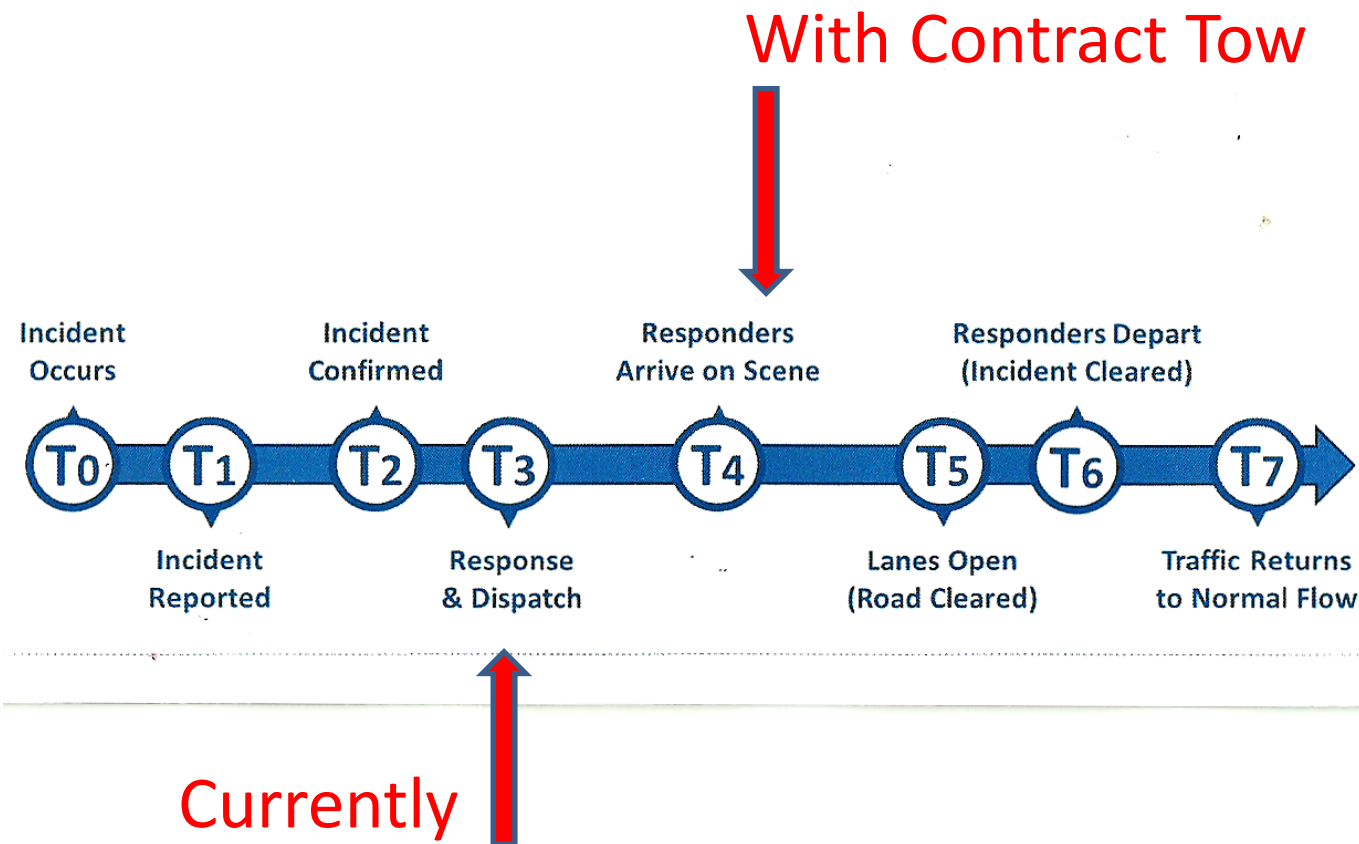 With Contract Tow
Incident
Occurs
Incident
Confirmed
Responders
Arrive on Scene
Responders Depart
(Incident Cleared)
T0
T1
T2
T3
T4
T5
T6
T7
Incident
Reported
Response
& Dispatch
Lanes Open
(Road Cleared)
Traffic Returns
to Normal Flow
Currently